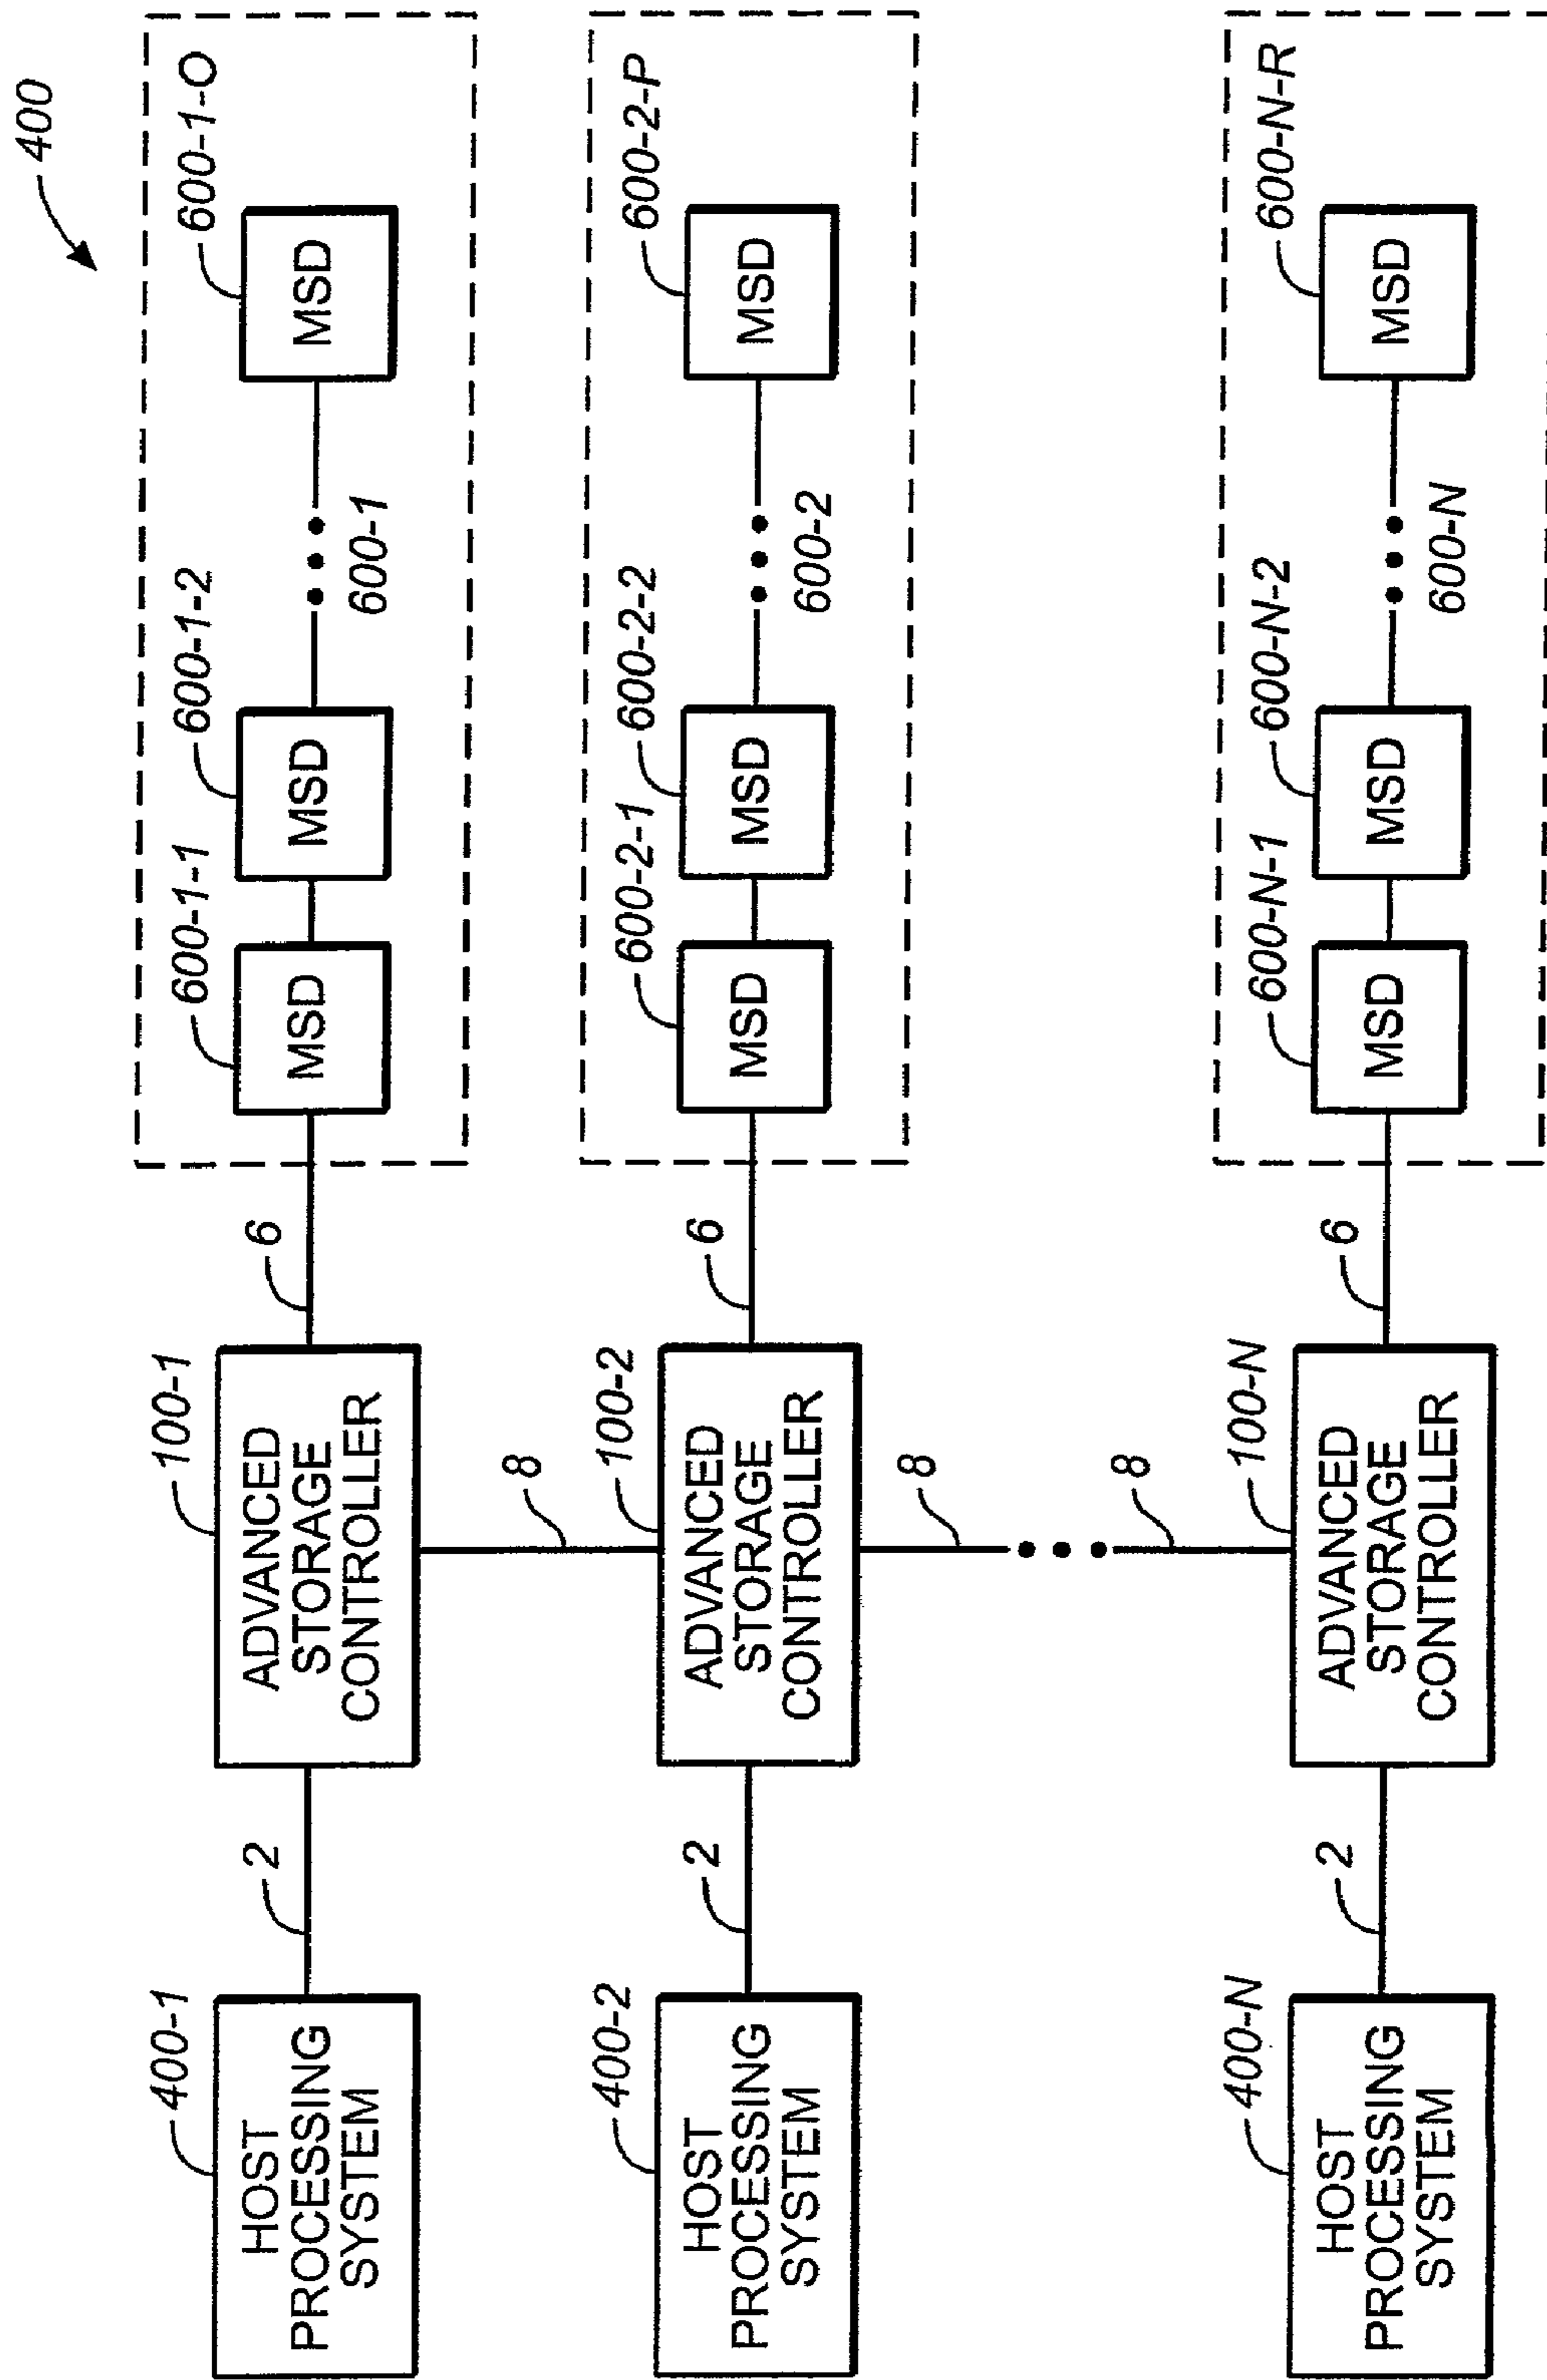 400
400-1
HOST
PROCESSING
SYSTEM
2
100-1
ADVANCED
STORAGE
CONTROLLER
6
600-1-1
MSD
600-1-2
MSD
600-1
600-1-O
MSD
8
400-2
HOST
PROCESSING
SYSTEM
2
100-2
ADVANCED
STORAGE
CONTROLLER
6
600-2-1
MSD
600-2-2
MSD
600-2
600-2-P
MSD
8
8
400-N
HOST
PROCESSING
SYSTEM
2
100-N
ADVANCED
STORAGE
CONTROLLER
6
600-N-1
MSD
600-N-2
MSD
600-N
600-N-R
MSD